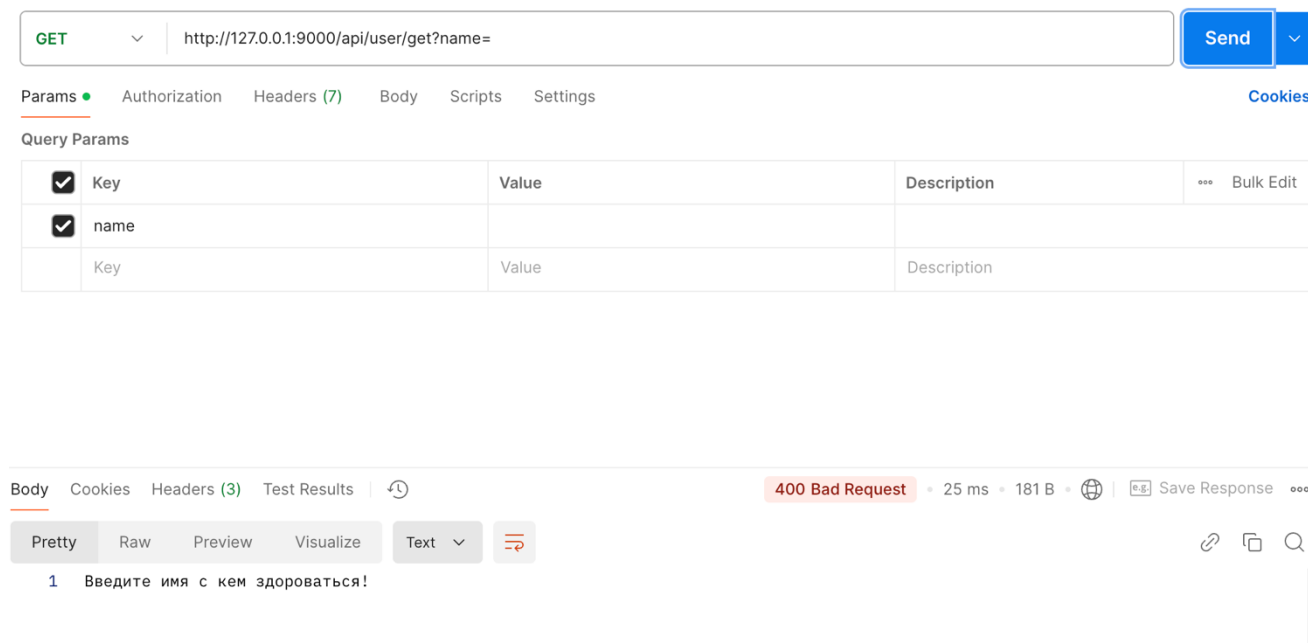 GET http://127.0.0.1:9000/api/user/get?name= Send
Params Authorization Headers (7) Body Scripts Settings Cookies
Query Params
Key Value Description Bulk Edit
name
Key Value Description
Body Cookies Headers (3) Test Results 400 Bad Request 25 ms 181 B e.g. Save Response
Pretty Raw Preview Visualize Text
1 Введите имя с кем здороваться!